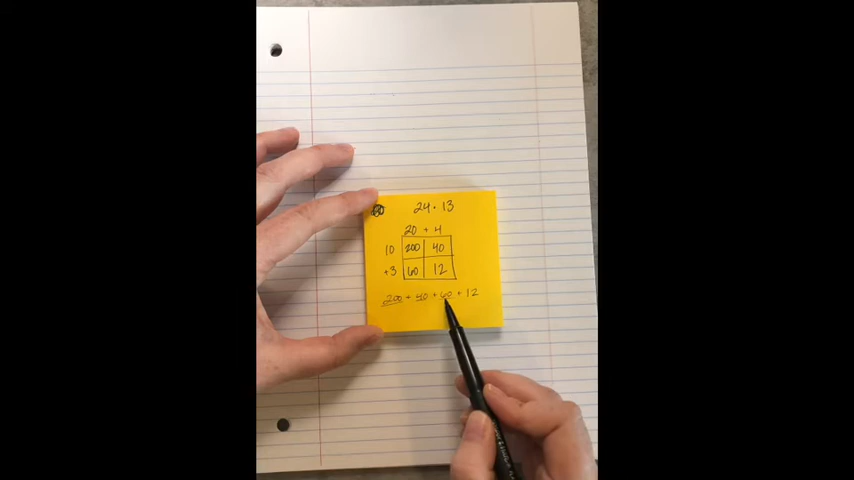 24 · 13
20 + 4
10 200 40
+3 60 12
200 + 40 + 60 + 12